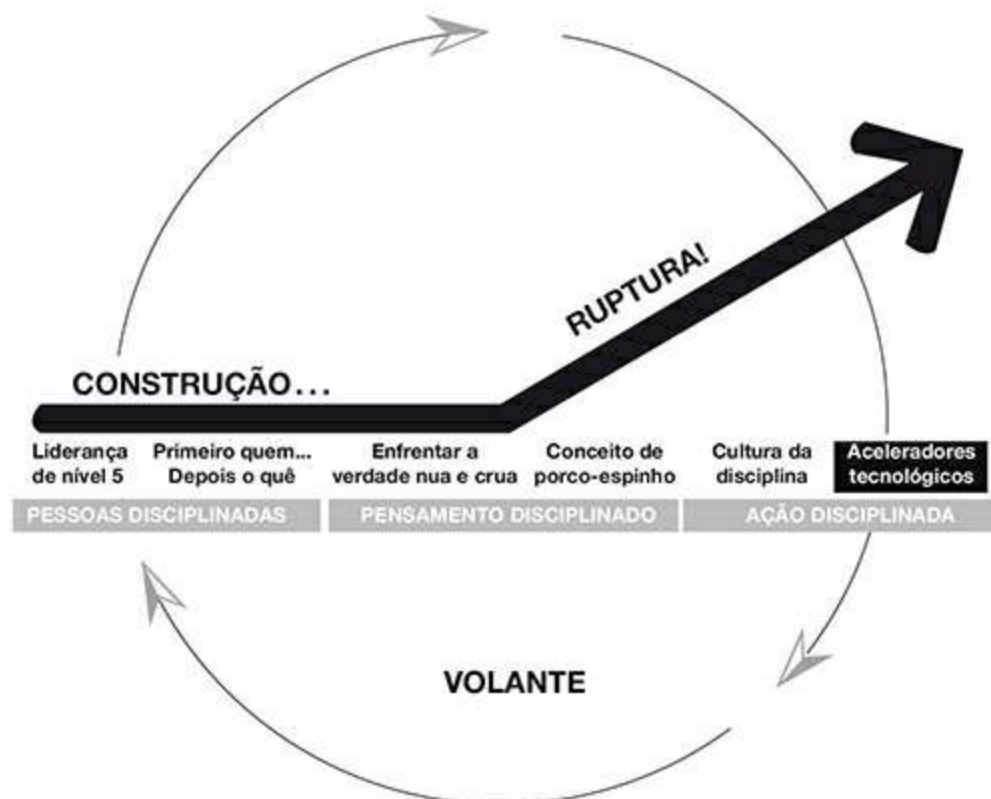 RUPTURA!
CONSTRUÇÃO...
Liderança
de nível 5
Primeiro quem...
Depois o quê
Enfrentar a
verdade nua e crua
Conceito de
porco-espinho
Cultura da
disciplina
Aceleradores
tecnológicos
PESSOAS DISCIPLINADAS
PENSAMENTO DISCIPLINADO
AÇÃO DISCIPLINADA
VOLANTE